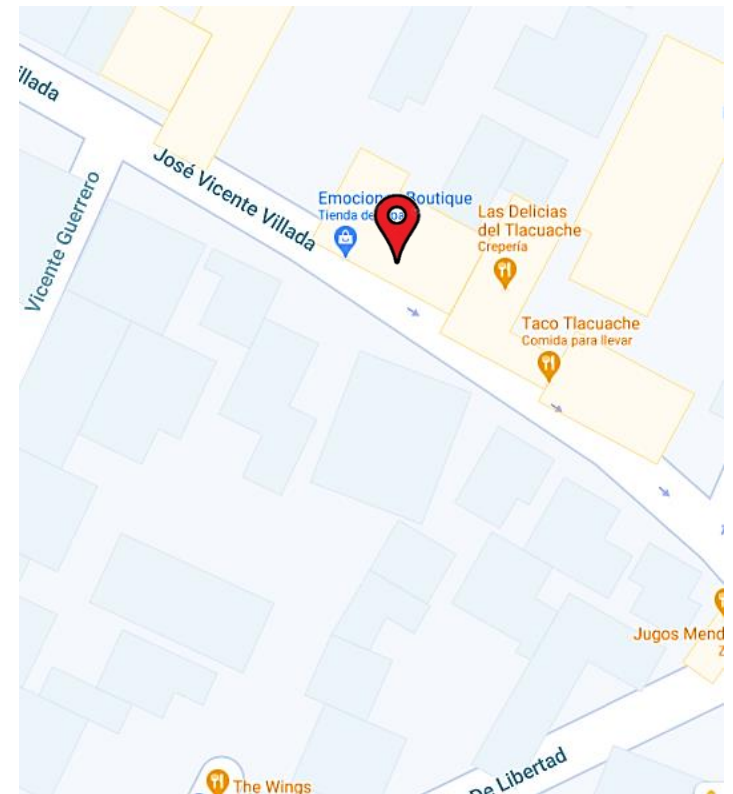 illada
José Vicente Villada
Vicente Guerrero
Boutique
Tienda de
Las Delicias
del Tlacuache
Crepería
Taco Tlacuache
Comida para llevar
Jugos Mend
Z
The Wings
De Libertad